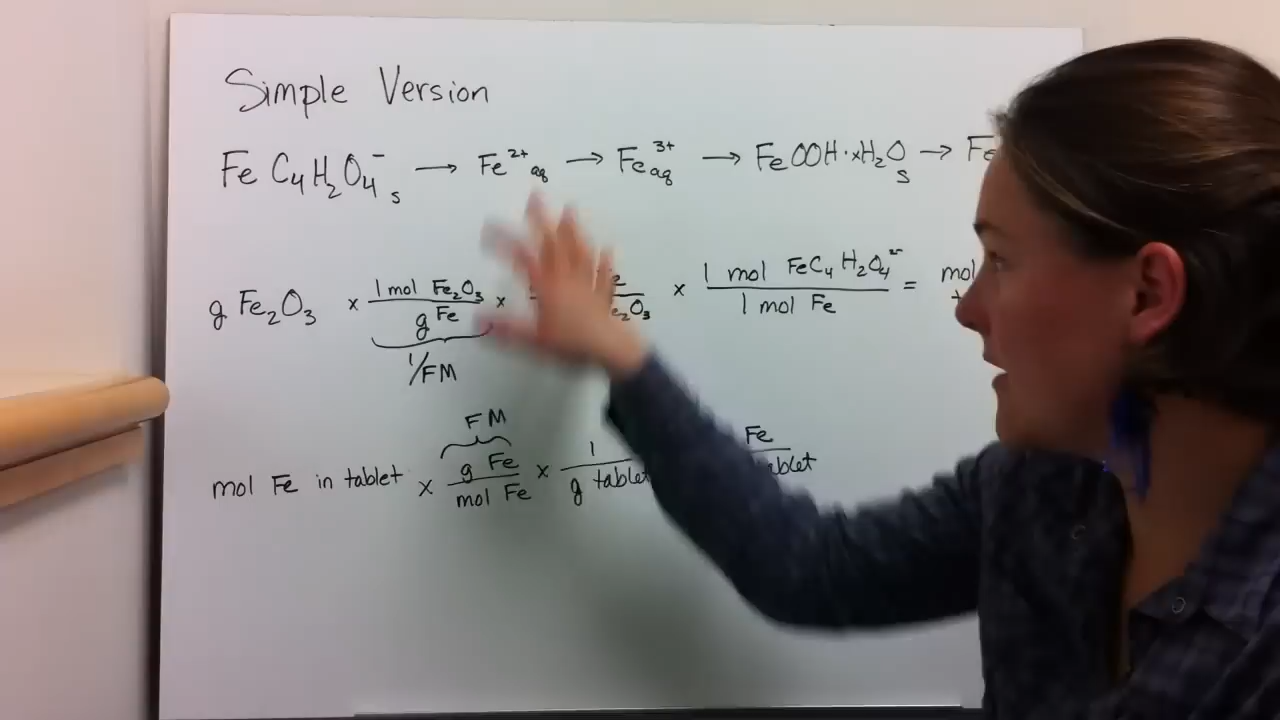 Simple Version
FeC₄H₂O₄⁻ s → Fe²⁺ aq → Fe³⁺ aq → FeOOH·xH₂O s → Fe
g Fe₂O₃ × 1 mol Fe₂O₃ / g Fe × × 1 mol FeC₄H₂O₄²⁻ / 1 mol Fe = mol
1/FM
FM
mol Fe in tablet × g Fe / mol Fe × 1 / g tablet Fe